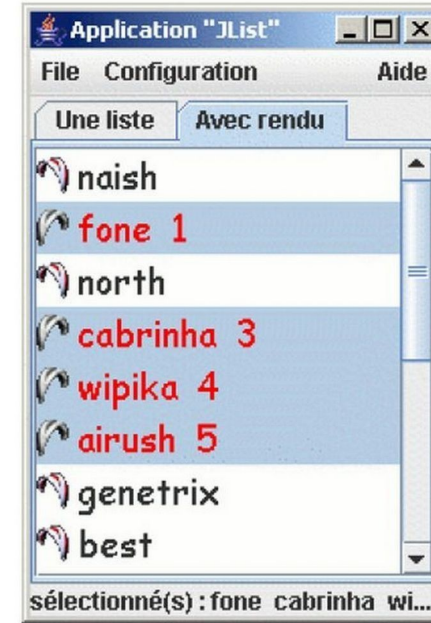 Application "JList"
File Configuration Aide
Une liste Avec rendu
naish
fone 1
north
cabrinha 3
wipika 4
airush 5
genetrix
best
sélectionné(s) : fone cabrinha wi...